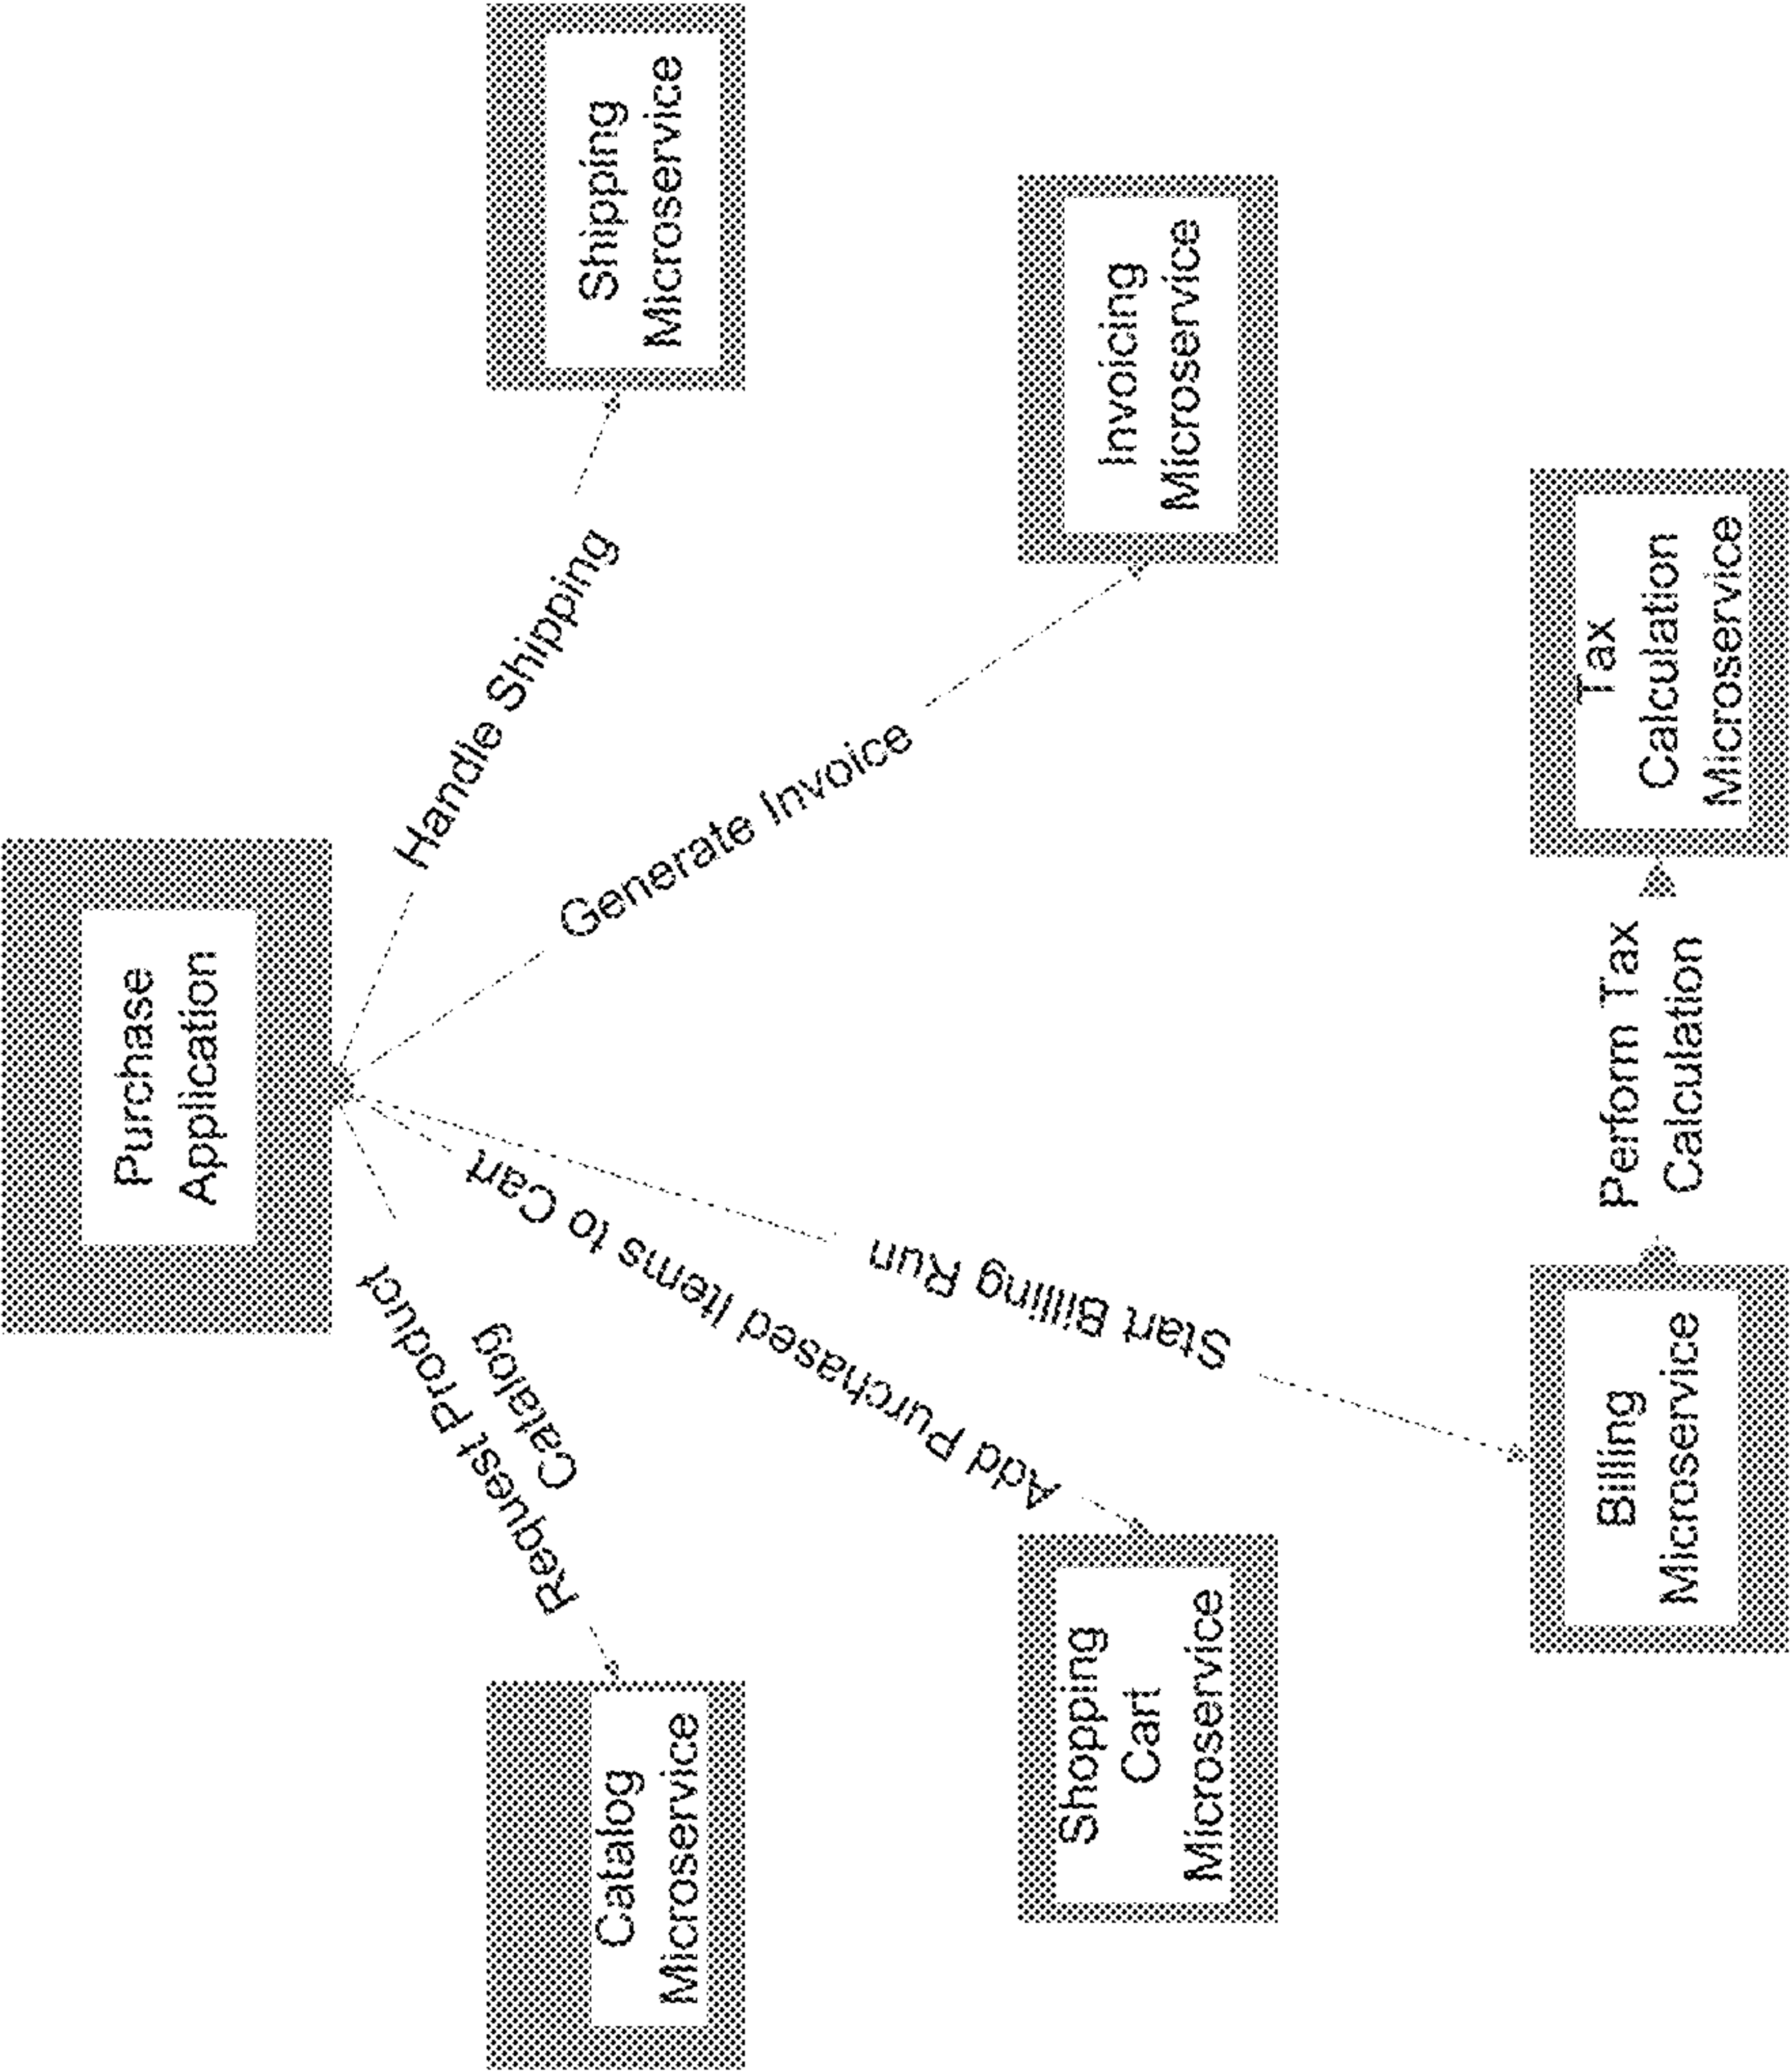 Purchase
Application
Request Product
Catalog
Add Purchased Items to Cart
Start Billing Run
Generate Invoice
Handle Shipping
Catalog
Microservice
Shipping
Microservice
Shopping
Cart
Microservice
Invoicing
Microservice
Billing
Microservice
Perform Tax
Calculation
Tax
Calculation
Microservice